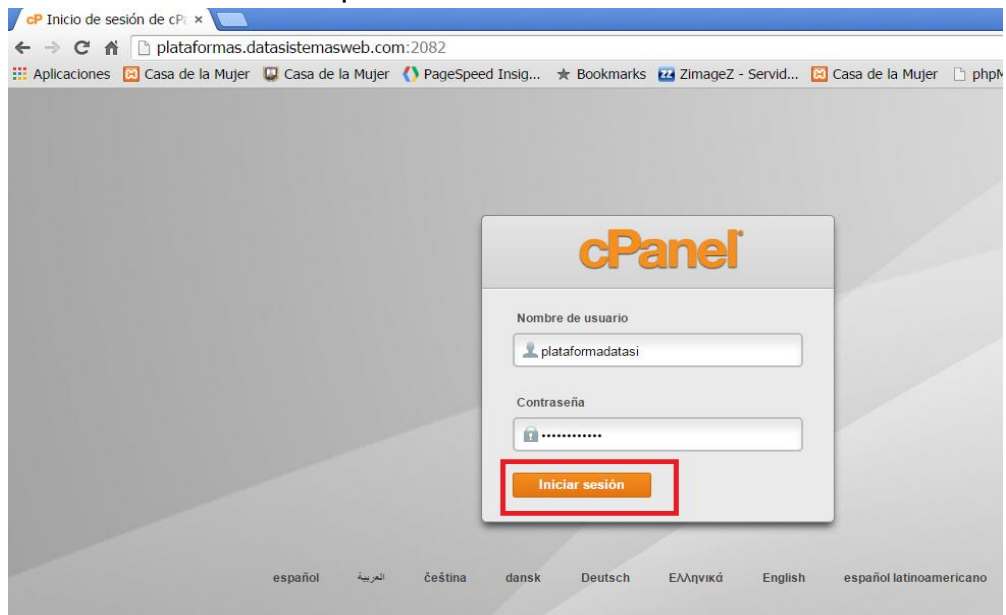 cP Inicio de sesión de cPa ×
plataformas.datasistemasweb.com:2082
Aplicaciones Casa de la Mujer Casa de la Mujer PageSpeed Insig... Bookmarks ZimageZ - Servid... Casa de la Mujer phpM
cPanel
Nombre de usuario
plataformadatasi
Contraseña
••••••••••••
Iniciar sesión
español العربية čeština dansk Deutsch Ελληνικά English español latinoamericano